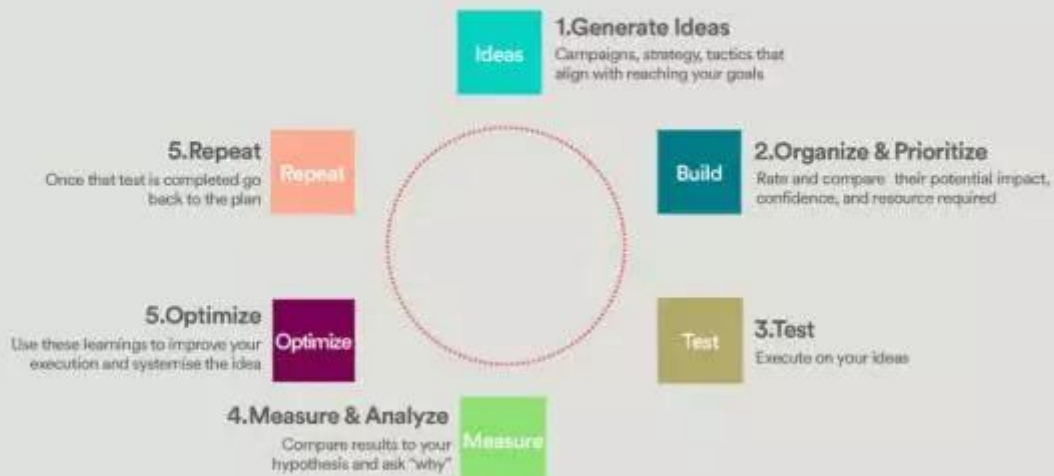 Ideas
1.Generate Ideas
Campaigns, strategy, tactics that
align with reaching your goals
Build
2.Organize & Prioritize
Rate and compare their potential impact,
confidence, and resource required
Test
3.Test
Execute on your ideas
Measure
4.Measure & Analyze
Compare results to your
hypothesis and ask "why"
Optimize
5.Optimize
Use these learnings to improve your
execution and systemise the idea
Repeat
5.Repeat
Once that test is completed go
back to the plan